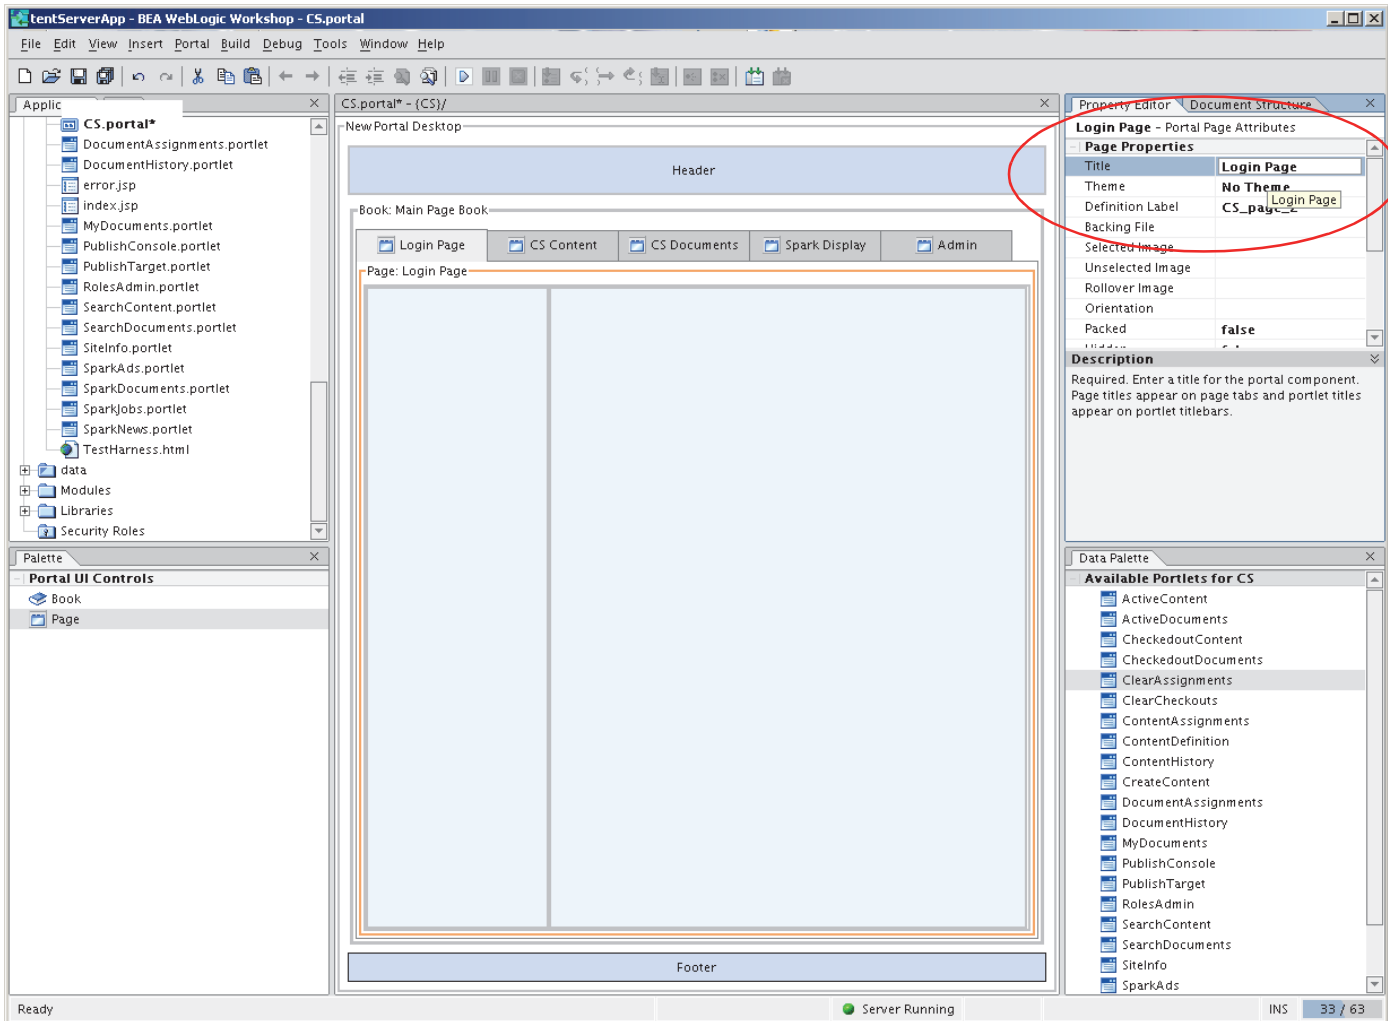 tentServerApp - BEA WebLogic Workshop - CS.portal
File Edit View Insert Portal Build Debug Tools Window Help
Applic
CS.portal*
DocumentAssignments.portlet
DocumentHistory.portlet
error.jsp
index.jsp
MyDocuments.portlet
PublishConsole.portlet
PublishTarget.portlet
RolesAdmin.portlet
SearchContent.portlet
SearchDocuments.portlet
SiteInfo.portlet
SparkAds.portlet
SparkDocuments.portlet
SparkJobs.portlet
SparkNews.portlet
TestHarness.html
data
Modules
Libraries
Security Roles
Palette
Portal UI Controls
Book
Page
CS.portal* - {CS}/
New Portal Desktop
Header
Book: Main Page Book
Login Page CS Content CS Documents Spark Display Admin
Page: Login Page
Footer
Property Editor Document Structure
Login Page - Portal Page Attributes
Page Properties
Title Login Page
Theme No Theme
Login Page
Definition Label CS_page_2
Backing File
Selected Image
Unselected Image
Rollover Image
Orientation
Packed false
Description
Required. Enter a title for the portal component.
Page titles appear on page tabs and portlet titles
appear on portlet titlebars.
Data Palette
Available Portlets for CS
ActiveContent
ActiveDocuments
CheckedoutContent
CheckedoutDocuments
ClearAssignments
ClearCheckouts
ContentAssignments
ContentDefinition
ContentHistory
CreateContent
DocumentAssignments
DocumentHistory
MyDocuments
PublishConsole
PublishTarget
RolesAdmin
SearchContent
SearchDocuments
SiteInfo
SparkAds
Ready Server Running INS 33 / 63